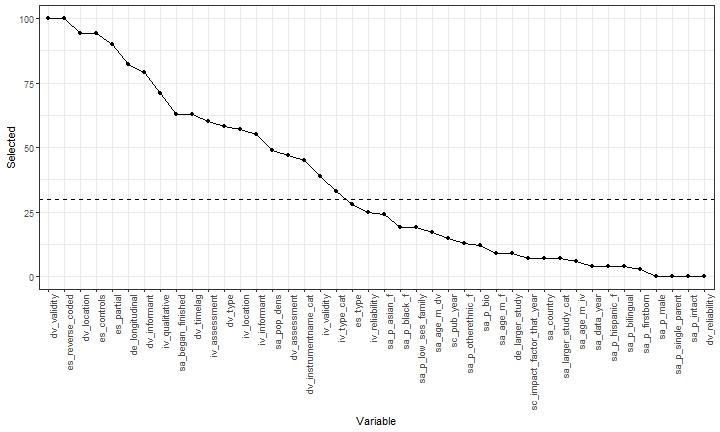 100
75
50
25
0
Selected
dv_validity
es_reverse_coded
dv_location
es_controls
es_partial
de_longitudinal
dv_informant
iv_qualitative
sa_began_finished
dv_timelag
iv_assessment
dv_type
iv_location
iv_informant
sa_pop_dens
dv_assessment
dv_instrumentname_cat
iv_validity
iv_type_cat
es_type
iv_reliability
sa_p_asian_f
sa_p_black_f
sa_p_low_ses_family
sa_age_m_dv
sc_pub_year
sa_p_otherethnic_f
sa_p_bio
sa_age_m_f
de_larger_study
sc_impact_factor_that_year
sa_country
sa_larger_study_cat
sa_age_m_iv
sa_data_year
sa_p_hispanic_f
sa_p_bilingual
sa_p_firstborn
sa_p_male
sa_p_single_parent
sa_p_intact
dv_reliability
Variable